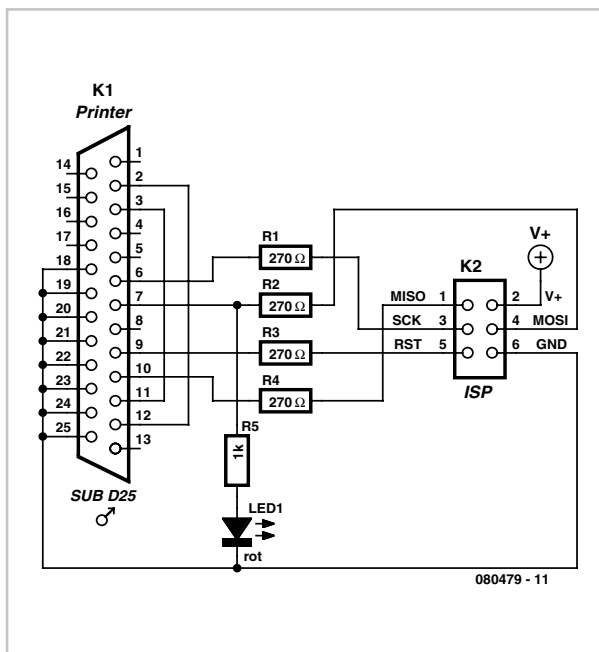 K1
Printer
1
14
2
15
3
16
4
17
5
18
6
19
7
20
8
21
9
22
10
23
11
24
12
25
13
SUB D25
R1
270 Ω
R2
270 Ω
R3
270 Ω
R4
270 Ω
R5
1k
LED1
rot
V+
K2
MISO 1
2 V+
SCK 3
4 MOSI
RST 5
6 GND
ISP
080479 - 11